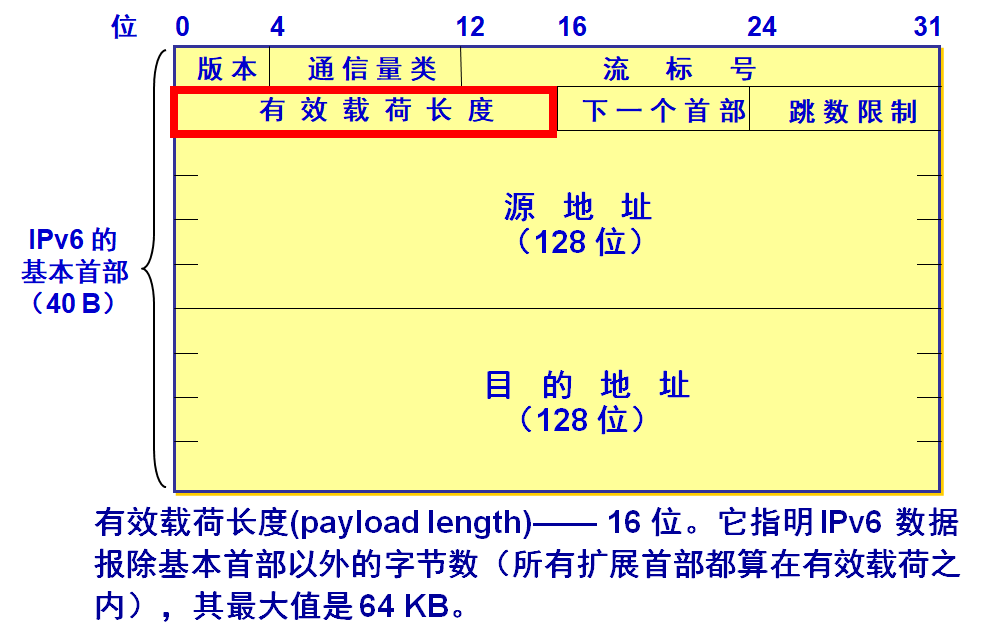 位 0 4 12 16 24 31
版本 通信量类 流标号
有效载荷长度 下一个首部 跳数限制
源地址
（128 位）
IPv6 的
基本首部
（40 B）
目的地址
（128 位）
有效载荷长度(payload length)—— 16 位。它指明 IPv6 数据
报除基本首部以外的字节数（所有扩展首部都算在有效载荷之
内），其最大值是 64 KB。